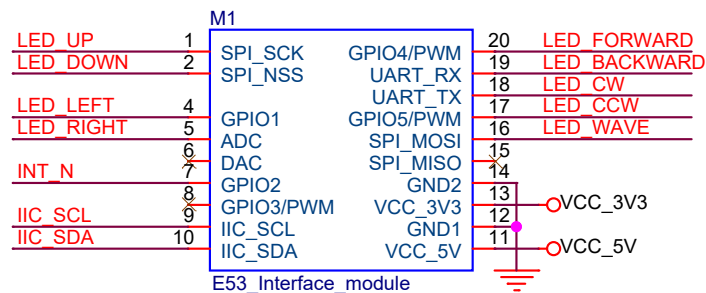 M1
LED_UP 1 SPI_SCK GPIO4/PWM 20 LED_FORWARD
LED_DOWN 2 SPI_NSS UART_RX 19 LED_BACKWARD
UART_TX 18 LED_CW
LED_LEFT 4 GPIO1 GPIO5/PWM 17 LED_CCW
LED_RIGHT 5 ADC SPI_MOSI 16 LED_WAVE
6 DAC SPI_MISO 15
INT_N 7 GPIO2 GND2 14
8 GPIO3/PWM VCC_3V3 13 VCC_3V3
IIC_SCL 9 IIC_SCL GND1 12
IIC_SDA 10 IIC_SDA VCC_5V 11 VCC_5V
E53_Interface_module